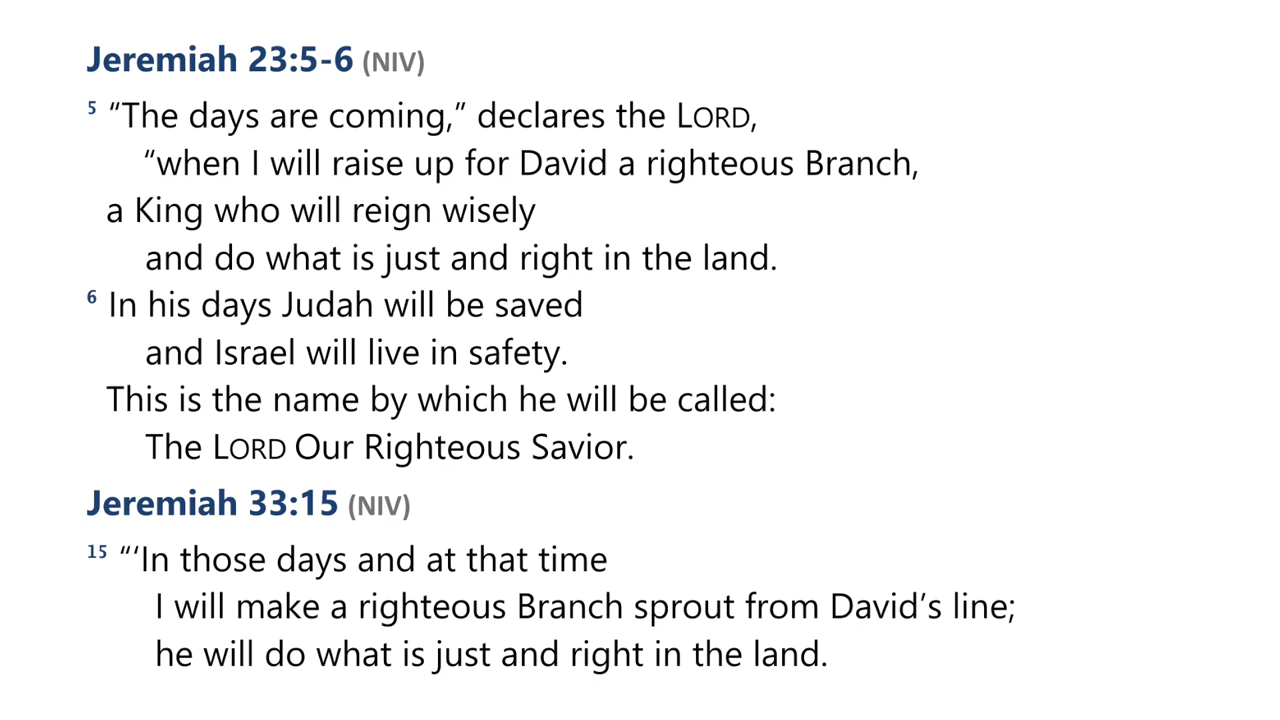 Jeremiah 23:5-6 (NIV)
5 “The days are coming,” declares the LORD,
“when I will raise up for David a righteous Branch,
a King who will reign wisely
and do what is just and right in the land.
6 In his days Judah will be saved
and Israel will live in safety.
This is the name by which he will be called:
The LORD Our Righteous Savior.
Jeremiah 33:15 (NIV)
15 “‘In those days and at that time
I will make a righteous Branch sprout from David’s line;
he will do what is just and right in the land.